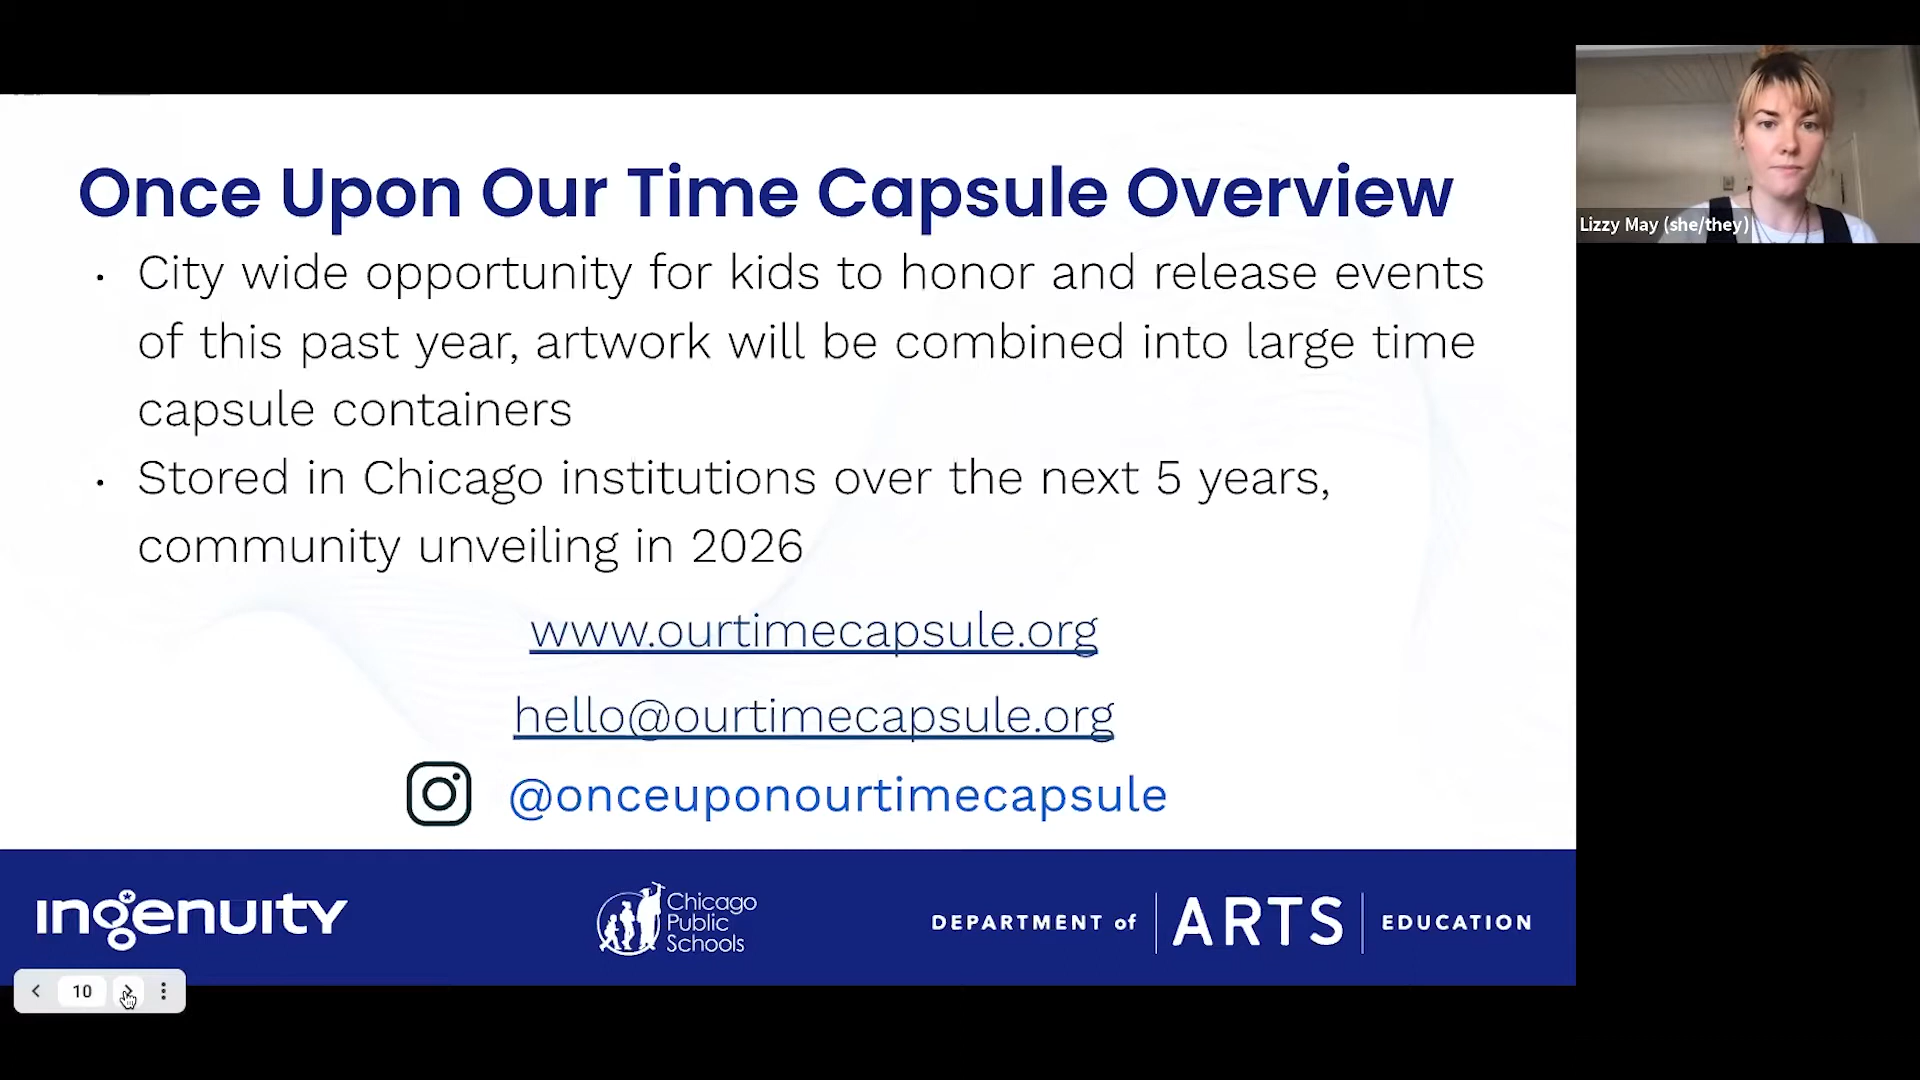 Once Upon Our Time Capsule Overview
• City wide opportunity for kids to honor and release events
of this past year, artwork will be combined into large time
capsule containers
• Stored in Chicago institutions over the next 5 years,
community unveiling in 2026
www.ourtimecapsule.org
hello@ourtimecapsule.org
@onceuponourtimecapsule
ingenuity
Chicago
Public
Schools
DEPARTMENT of ARTS EDUCATION
10
Lizzy May (she/they)